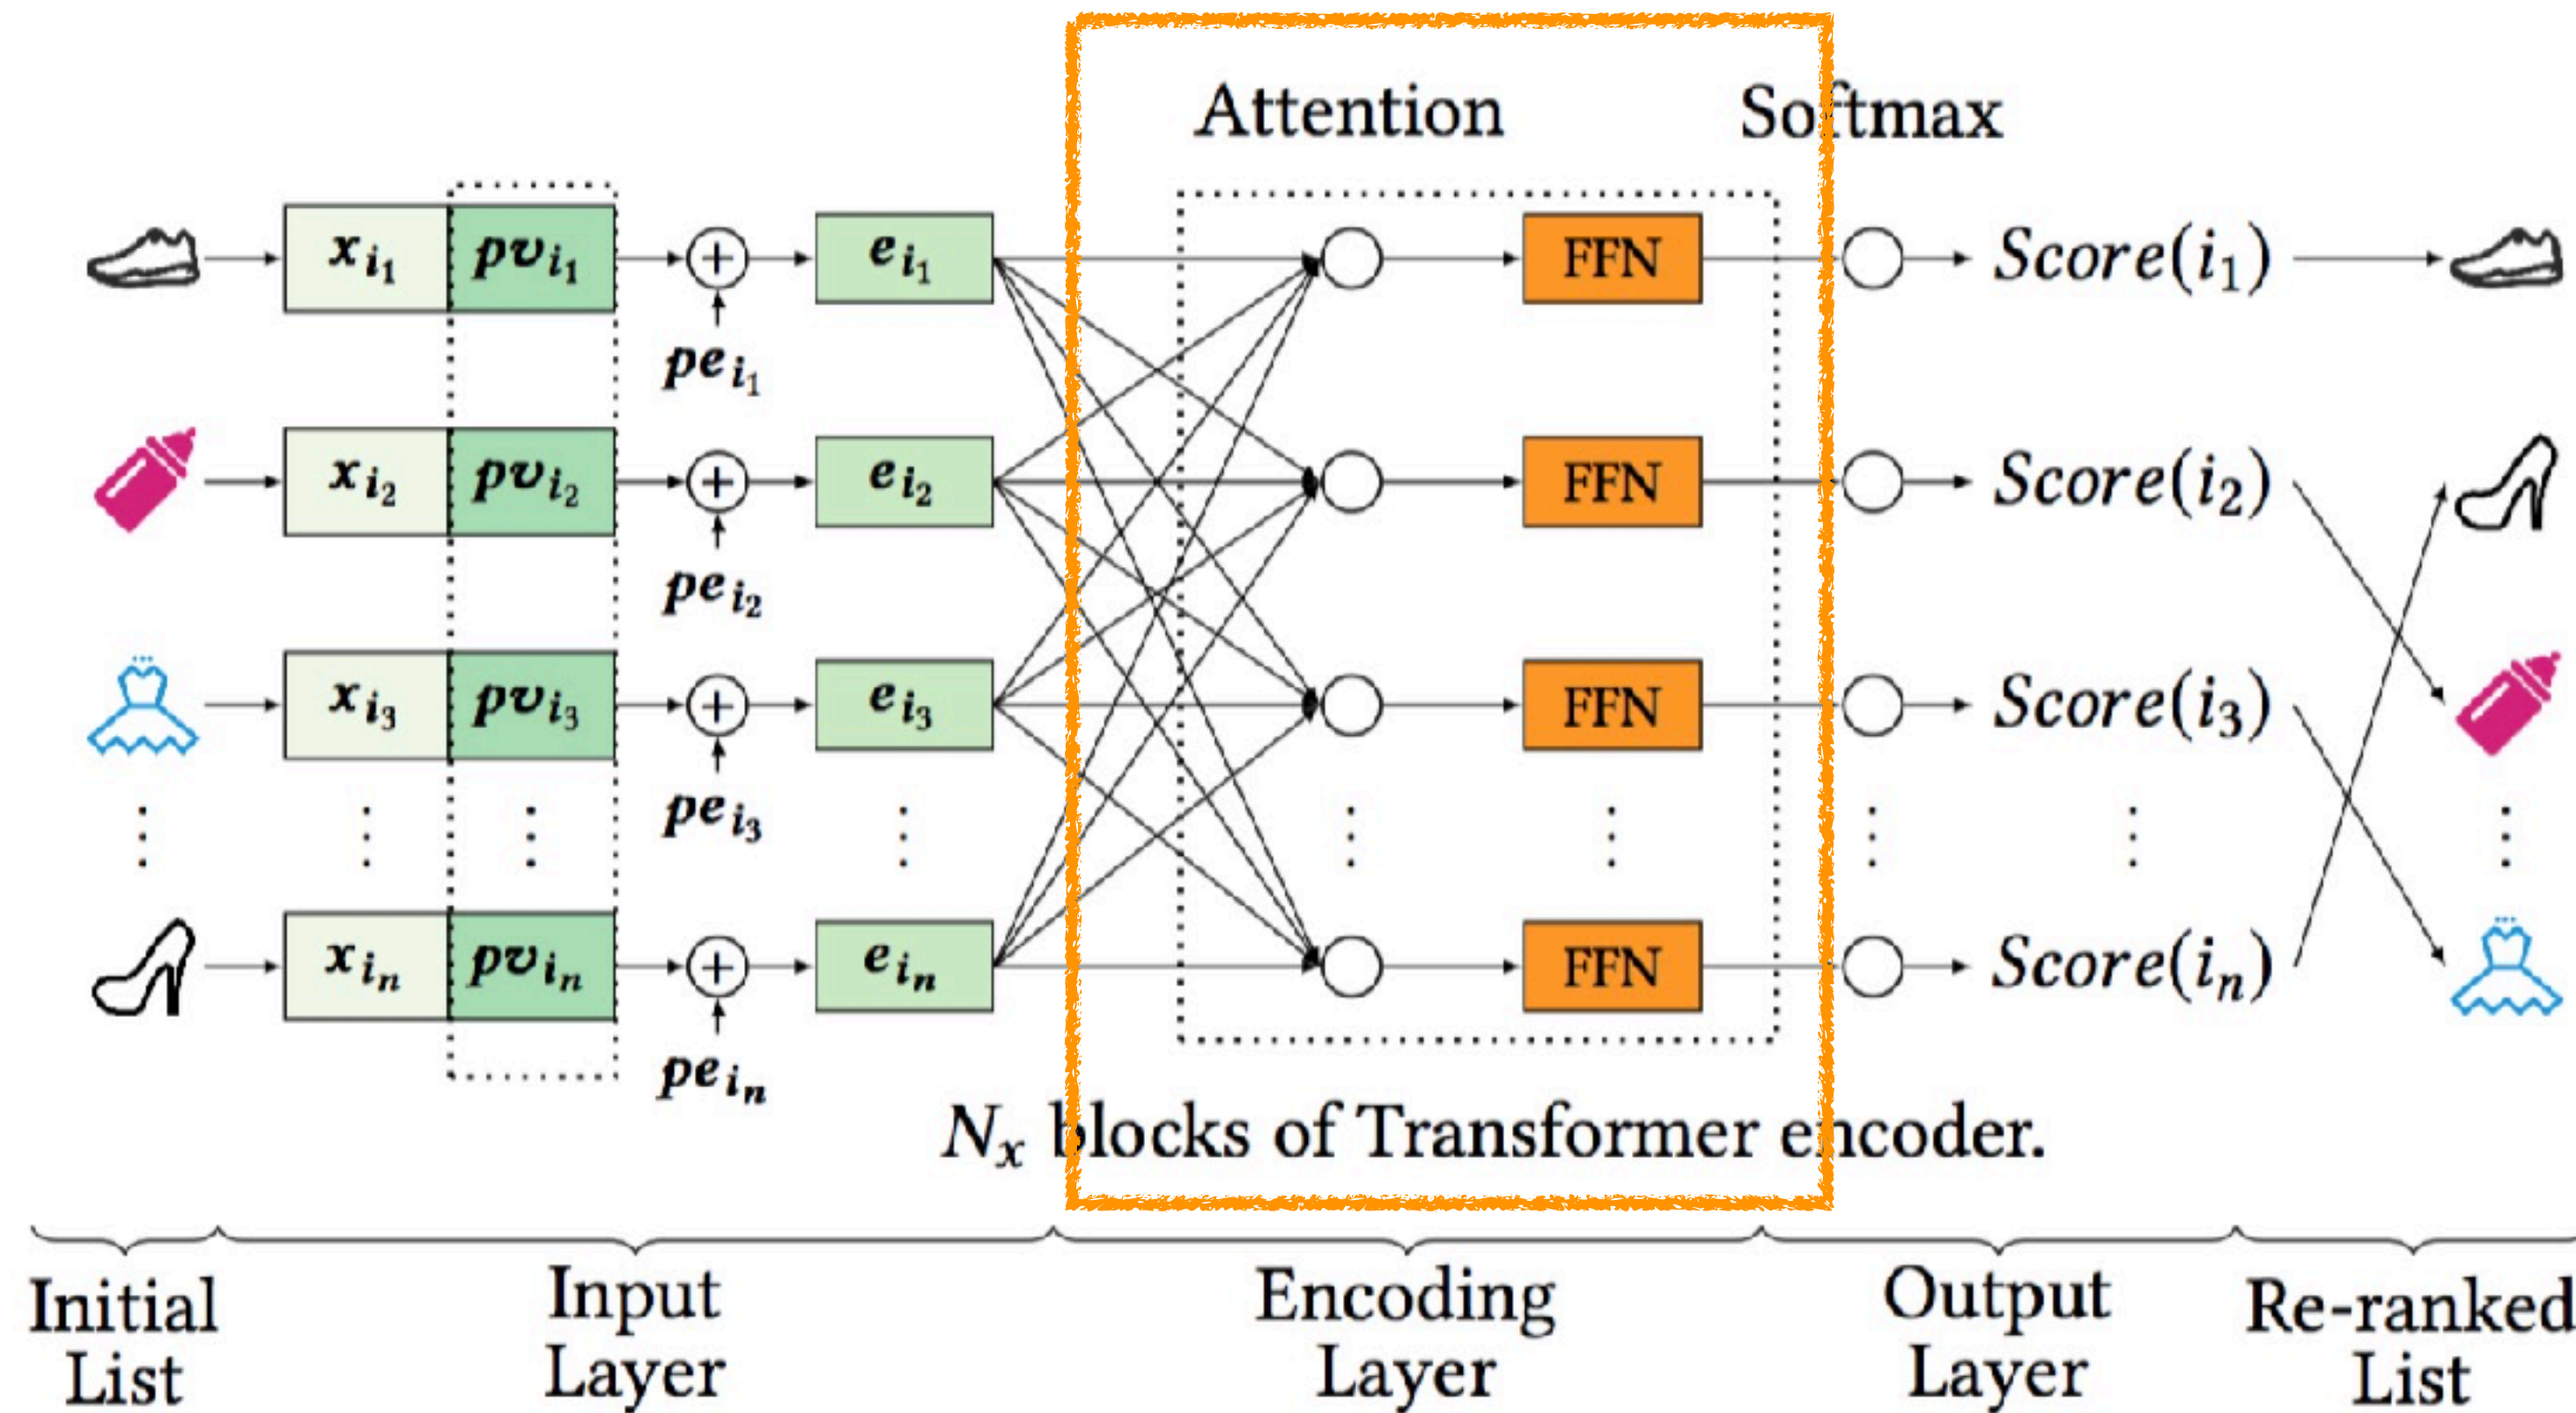 Attention Softmax
x_{i_1} pv_{i_1} + e_{i_1} FFN Score(i_1)
pe_{i_1}
x_{i_2} pv_{i_2} + e_{i_2} FFN Score(i_2)
pe_{i_2}
x_{i_3} pv_{i_3} + e_{i_3} FFN Score(i_3)
pe_{i_3}
x_{i_n} pv_{i_n} + e_{i_n} FFN Score(i_n)
pe_{i_n}
N_x blocks of Transformer encoder.
Initial List
Input Layer
Encoding Layer
Output Layer
Re-ranked List